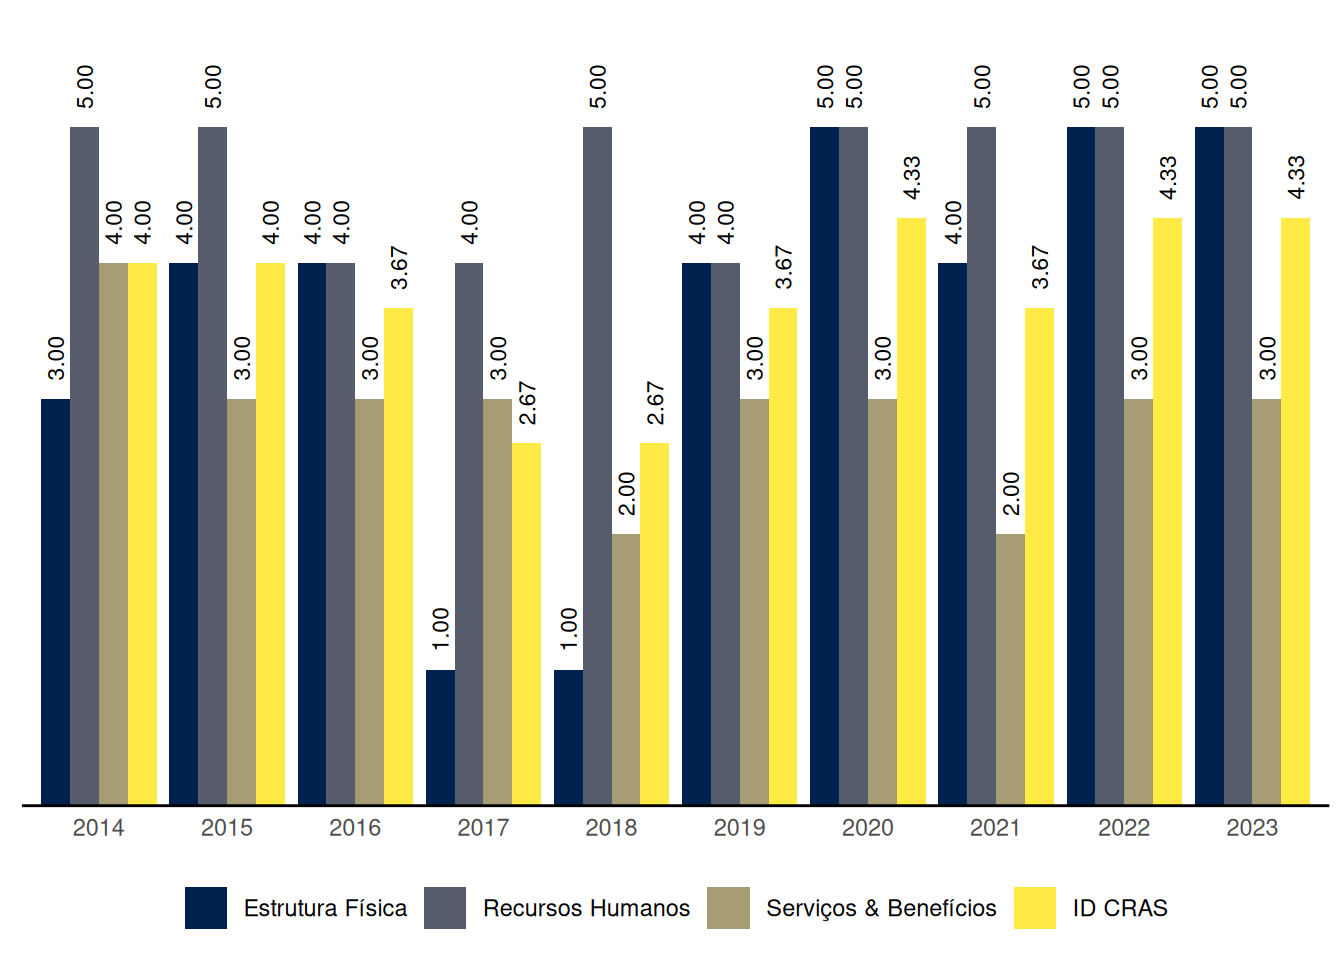 3.00 5.00 4.00 4.00
4.00 5.00 3.00 4.00
4.00 4.00 3.00 3.67
1.00 4.00 3.00 2.67
1.00 5.00 2.00 2.67
4.00 4.00 3.00 3.67
5.00 5.00 3.00 4.33
4.00 5.00 2.00 3.67
5.00 5.00 3.00 4.33
5.00 5.00 3.00 4.33
2014 2015 2016 2017 2018 2019 2020 2021 2022 2023
Estrutura Física Recursos Humanos Serviços & Benefícios ID CRAS